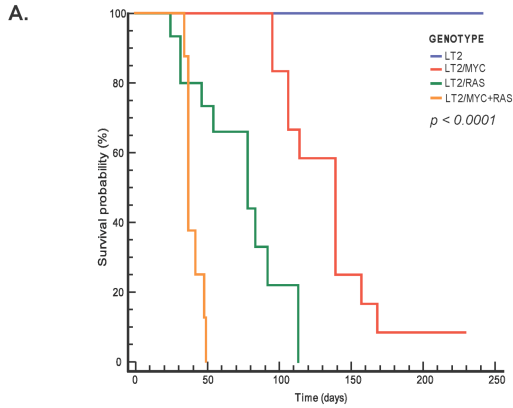 A.
GENOTYPE
LT2
LT2/MYC
LT2/RAS
LT2/MYC+RAS
p < 0.0001
Survival probability (%)
100
80
60
40
20
0
0 50 100 150 200 250
Time (days)